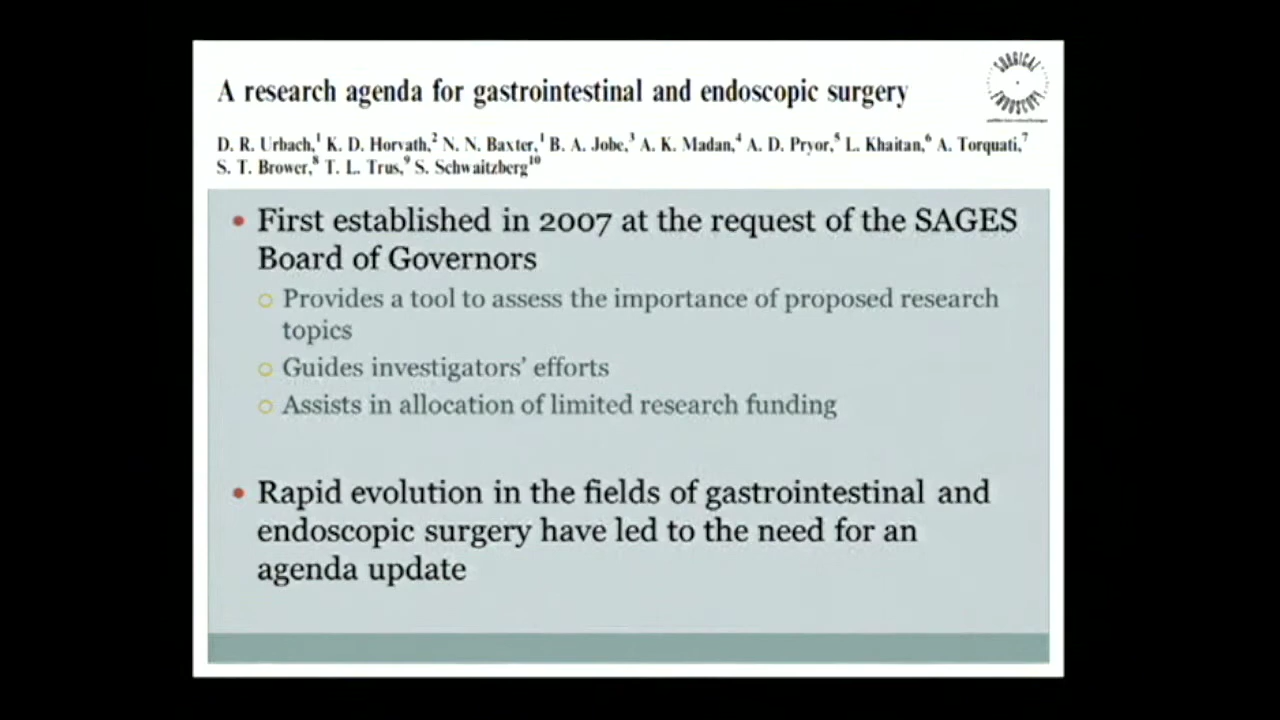 A research agenda for gastrointestinal and endoscopic surgery
SURGICAL
ENDOSCOPY
D. R. Urbach,1 K. D. Horvath,2 N. N. Baxter,1 B. A. Jobe,3 A. K. Madan,4 A. D. Pryor,5 L. Khaitan,6 A. Torquati,7
S. T. Brower,8 T. L. Trus,9 S. Schwaitzberg10
• First established in 2007 at the request of the SAGES
Board of Governors
○ Provides a tool to assess the importance of proposed research
topics
○ Guides investigators’ efforts
○ Assists in allocation of limited research funding
• Rapid evolution in the fields of gastrointestinal and
endoscopic surgery have led to the need for an
agenda update